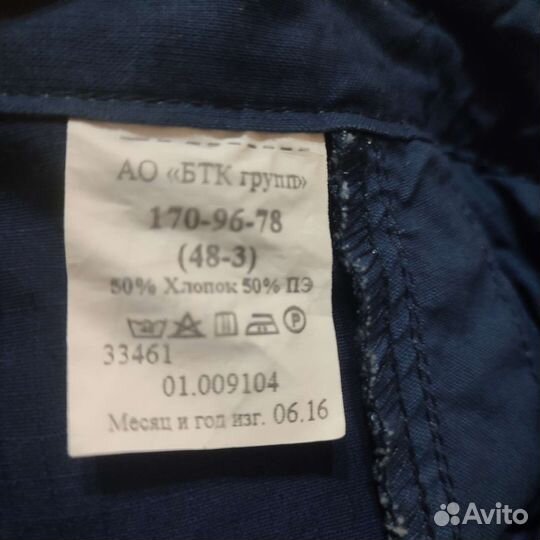 АО «БТК групп»
170-96-78
(48-3)
50% Хлопок 50% ПЭ
P
33461
01.009104
Месяц и год изг. 06.16
Avito